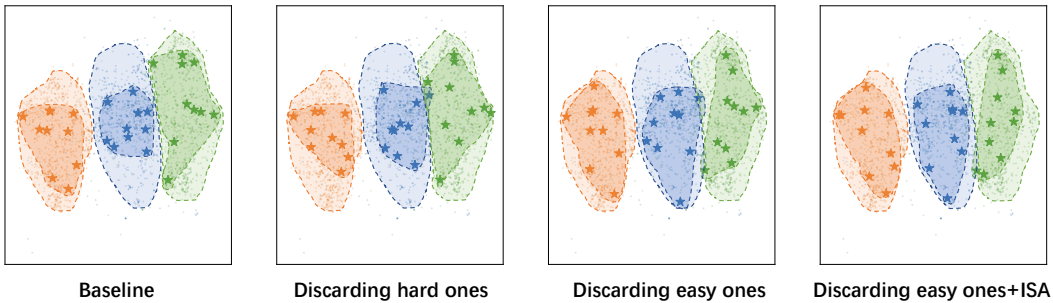 Baseline
Discarding hard ones
Discarding easy ones
Discarding easy ones+ISA